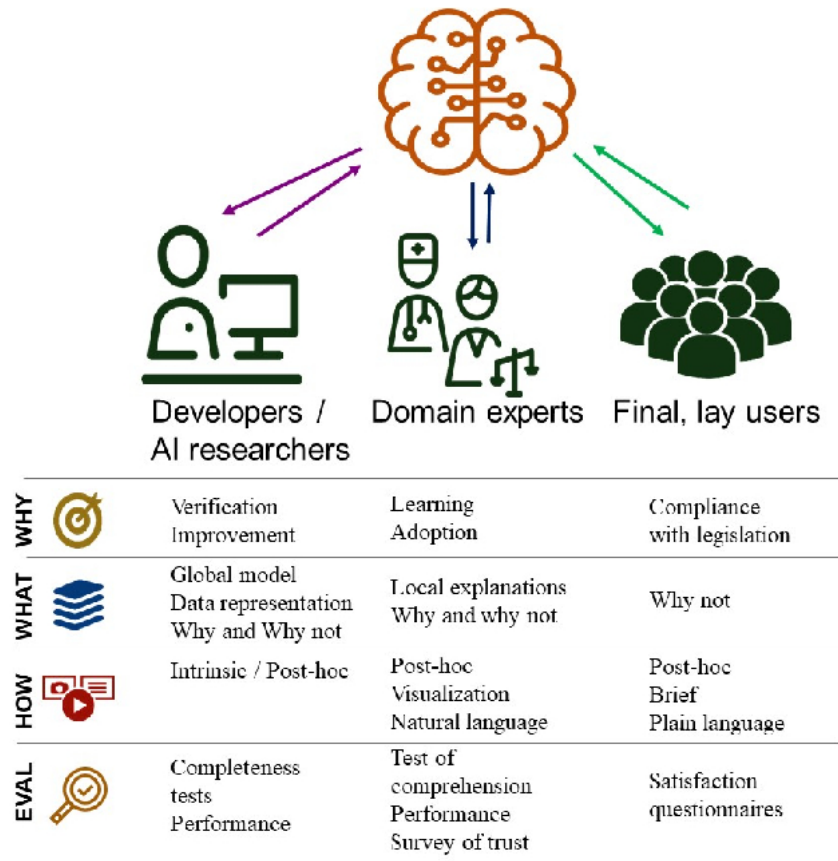 Developers /
AI researchers
Domain experts
Final, lay users
WHY
Verification
Improvement
Learning
Adoption
Compliance
with legislation
WHAT
Global model
Data representation
Why and Why not
Local explanations
Why and why not
Why not
HOW
Intrinsic / Post-hoc
Post-hoc
Visualization
Natural language
Post-hoc
Brief
Plain language
EVAL
Completeness
tests
Performance
Test of
comprehension
Performance
Survey of trust
Satisfaction
questionnaires